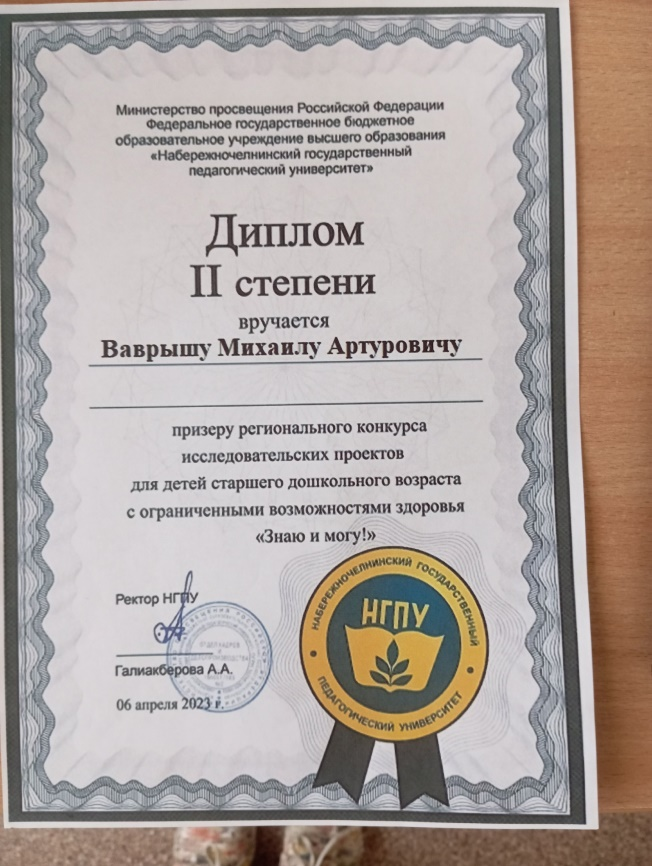 Министерство просвещения Российской Федерации
Федеральное государственное бюджетное
образовательное учреждение высшего образования
«Набережночелнинский государственный
педагогический университет»
Диплом
II степени
вручается
Ваврышу Михаилу Артуровичу
призеру регионального конкурса
исследовательских проектов
для детей старшего дошкольного возраста
с ограниченными возможностями здоровья
«Знаю и могу!»
Ректор НГПУ
Галиакберова А.А.
06 апреля 2023 г.
НАБЕРЕЖНОЧЕЛНИНСКИЙ ГОСУДАРСТВЕННЫЙ
НГПУ
ПЕДАГОГИЧЕСКИЙ УНИВЕРСИТЕТ